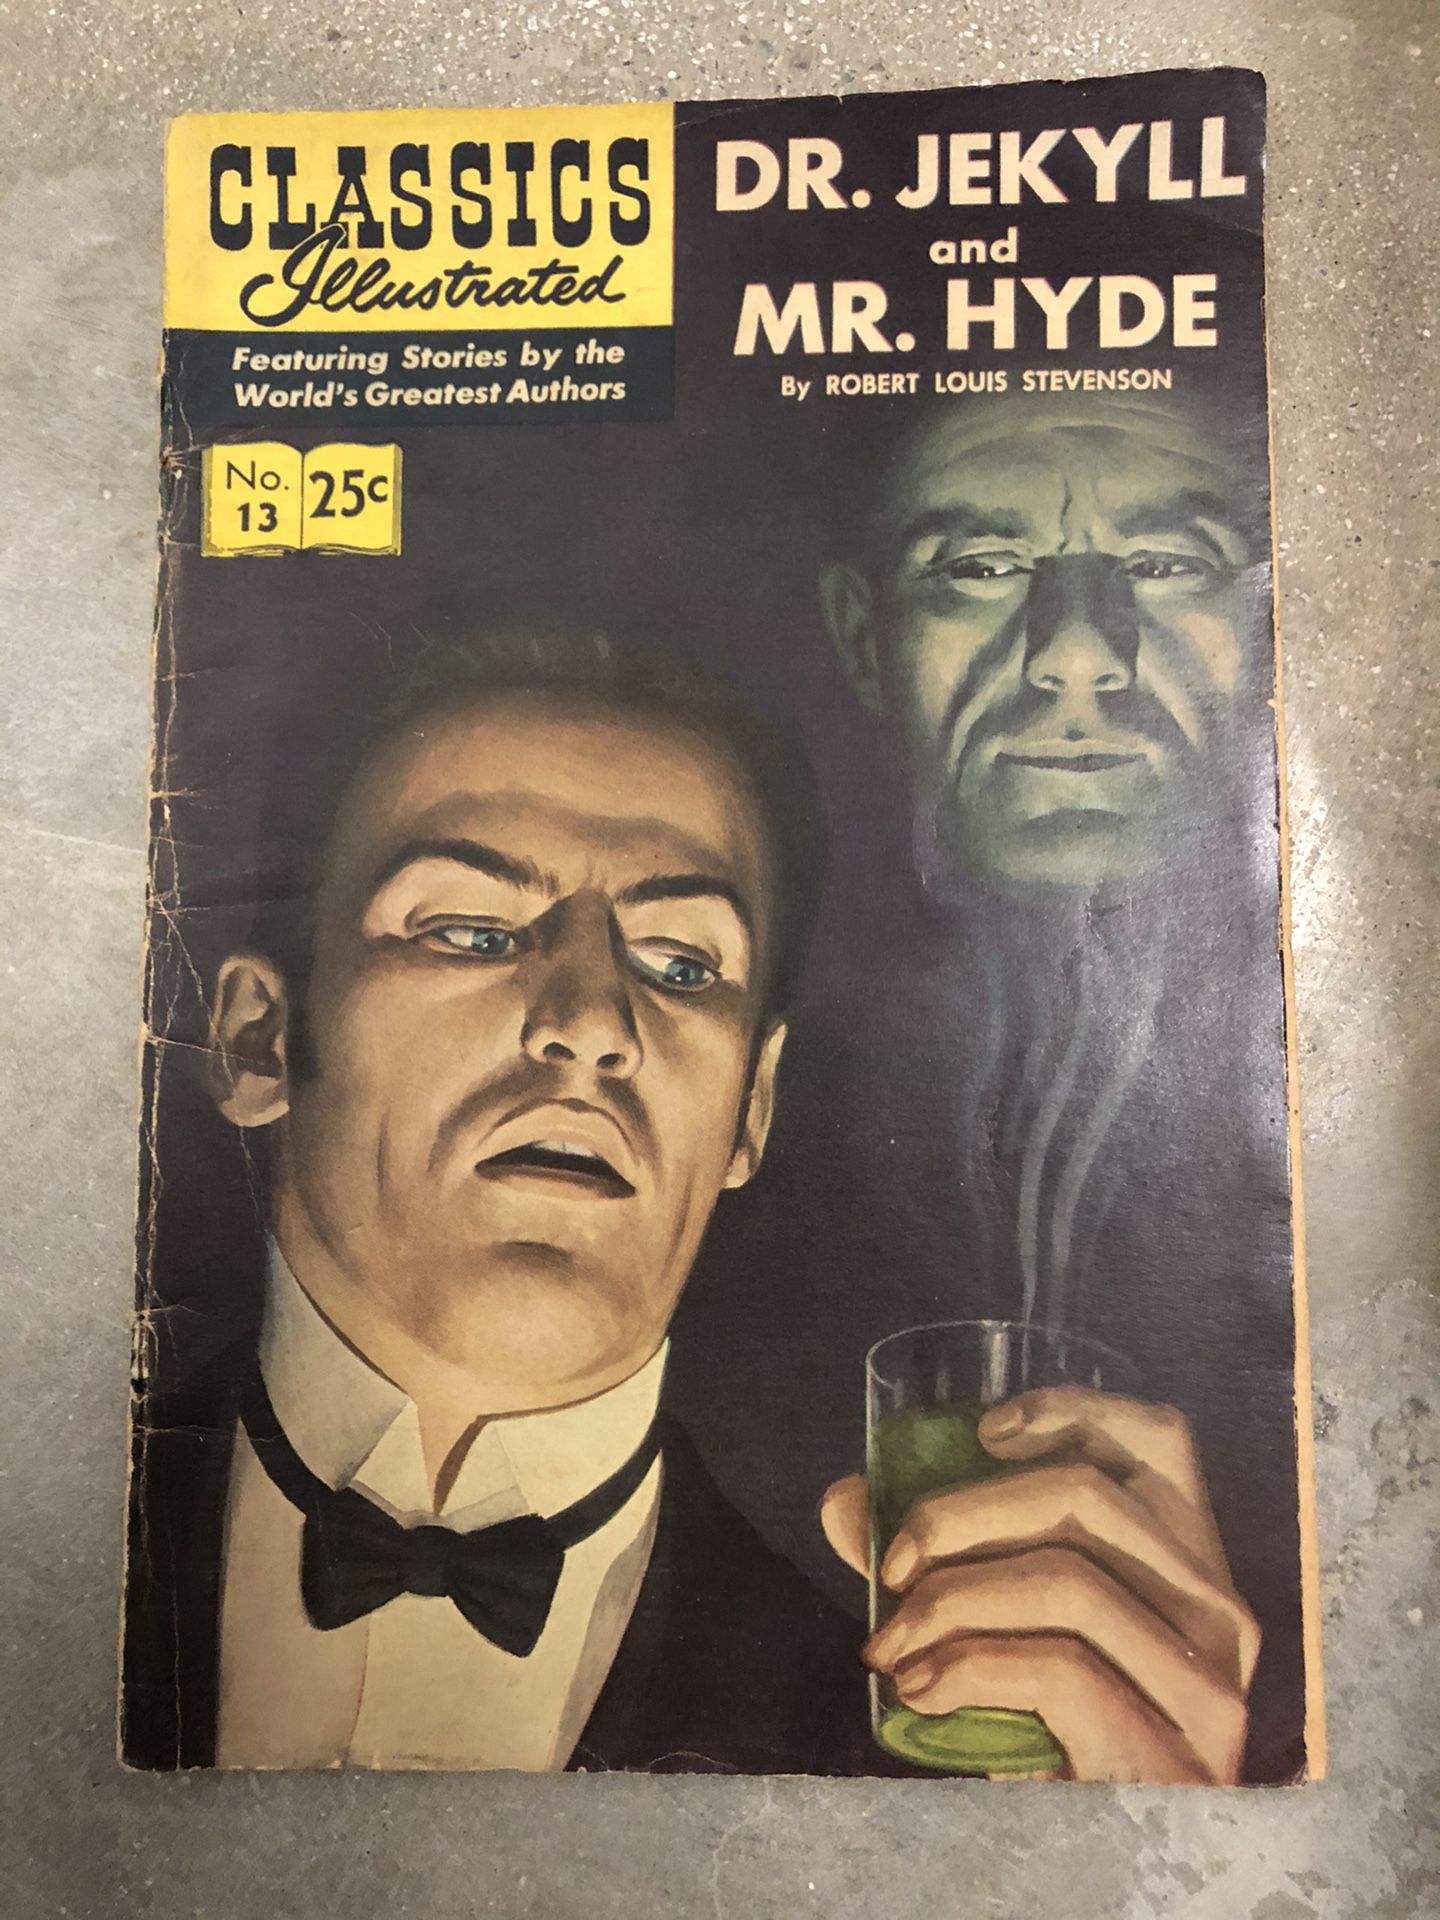 CLASSICS
Illustrated
Featuring Stories by the
World's Greatest Authors
No.
13
25c
DR. JEKYLL
and
MR. HYDE
By ROBERT LOUIS STEVENSON